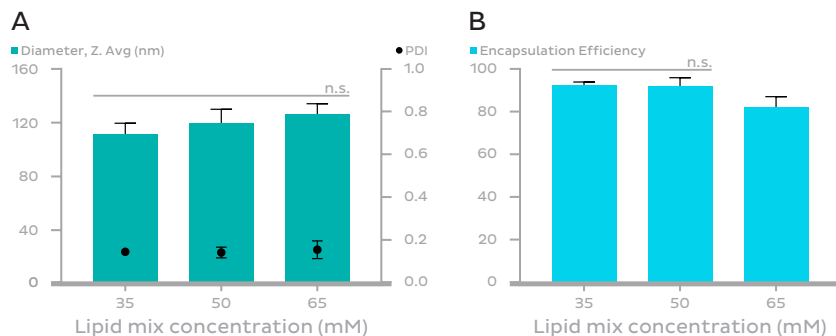 A
Diameter, Z. Avg (nm)
PDI
160
120
80
40
0
1.0
0.8
0.6
0.4
0.2
0.0
n.s.
35
50
65
Lipid mix concentration (mM)
B
Encapsulation Efficiency
100
80
60
40
20
0
n.s.
35
50
65
Lipid mix concentration (mM)